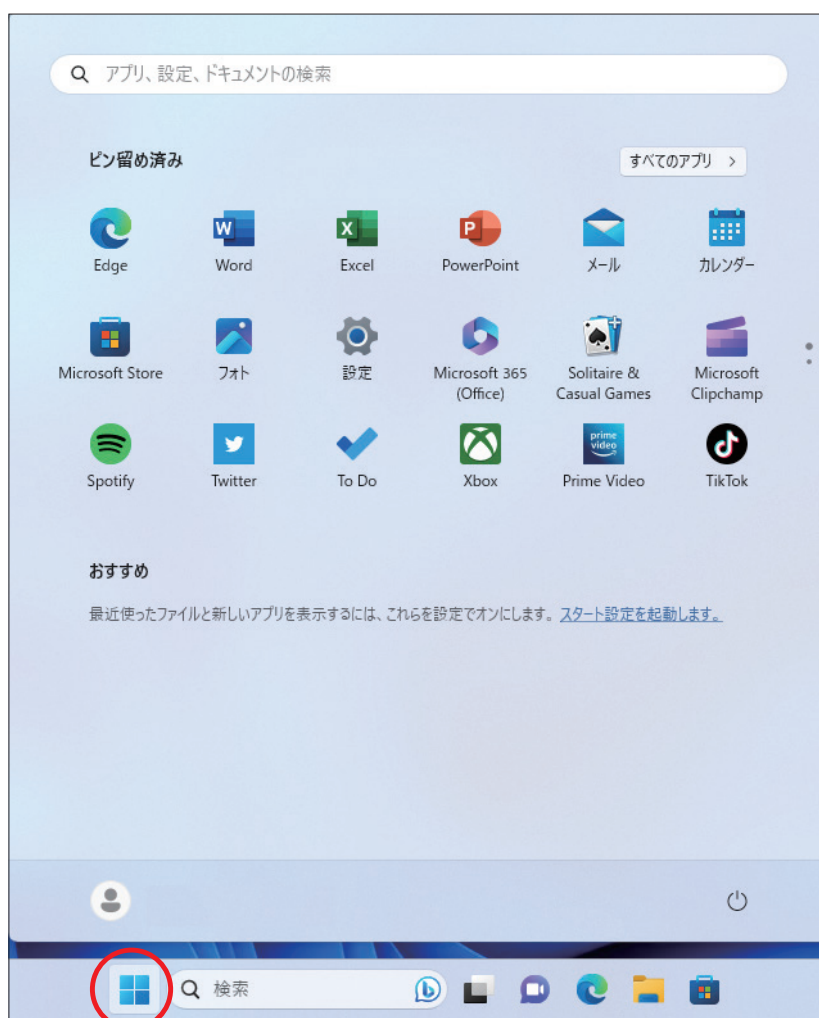 アプリ、設定、ドキュメントの検索
ピン留め済み
すべてのアプリ >
Edge
Word
Excel
PowerPoint
メール
カレンダー
Microsoft Store
フォト
設定
Microsoft 365
(Office)
Solitaire &
Casual Games
Microsoft
Clipchamp
prime
video
Spotify
Twitter
To Do
Xbox
Prime Video
TikTok
おすすめ
最近使ったファイルと新しいアプリを表示するには、これらを設定でオンにします。スタート設定を起動します。
検索